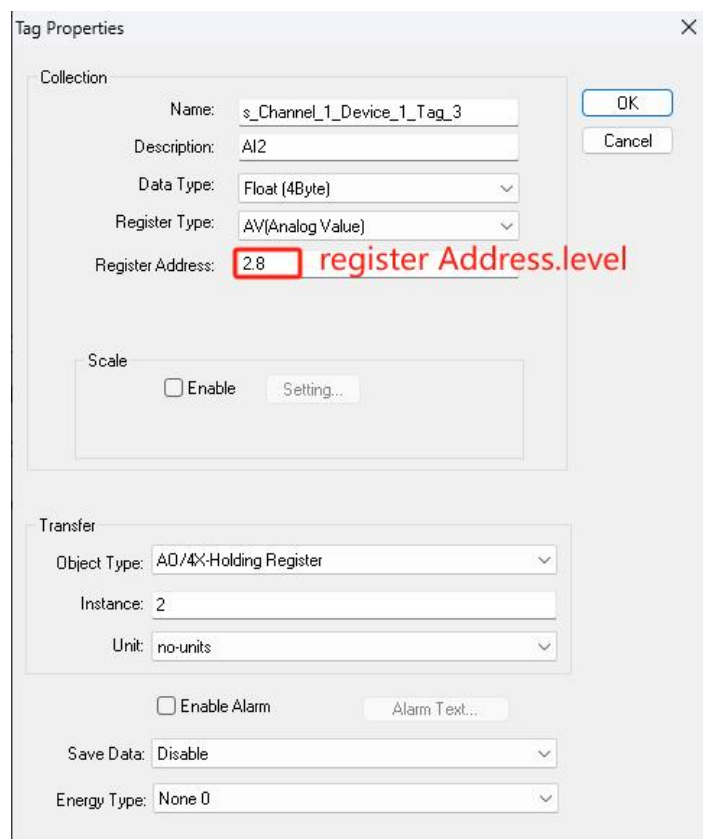 Tag Properties
Collection
Name: s_Channel_1_Device_1_Tag_3
OK
Description: AI2
Cancel
Data Type: Float (4Byte)
Register Type: AV(Analog Value)
Register Address: 2.8 register Address.level
Scale
Enable Setting...
Transfer
Object Type: AO/4X-Holding Register
Instance: 2
Unit: no-units
Enable Alarm Alarm Text...
Save Data: Disable
Energy Type: None 0